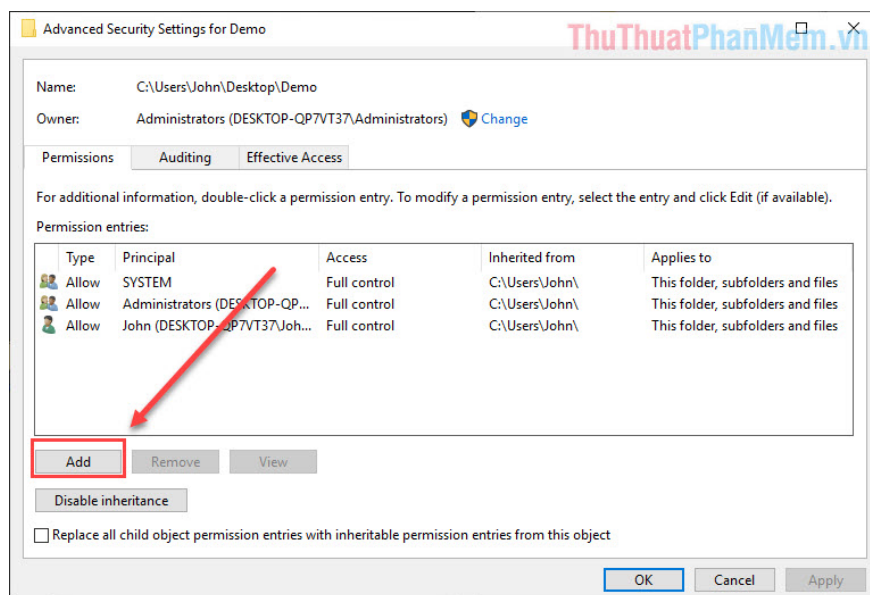 Advanced Security Settings for Demo
ThuThuatPhanMem.vn
Name: C:\Users\John\Desktop\Demo
Owner: Administrators (DESKTOP-QP7VT37\Administrators) Change
Permissions Auditing Effective Access
For additional information, double-click a permission entry. To modify a permission entry, select the entry and click Edit (if available).
Permission entries:
Type Principal Access Inherited from Applies to
Allow SYSTEM Full control C:\Users\John\ This folder, subfolders and files
Allow Administrators (DESKTOP-QP... Full control C:\Users\John\ This folder, subfolders and files
Allow John (DESKTOP-QP7VT37\Joh... Full control C:\Users\John\ This folder, subfolders and files
Add Remove View
Disable inheritance
Replace all child object permission entries with inheritable permission entries from this object
OK Cancel Apply